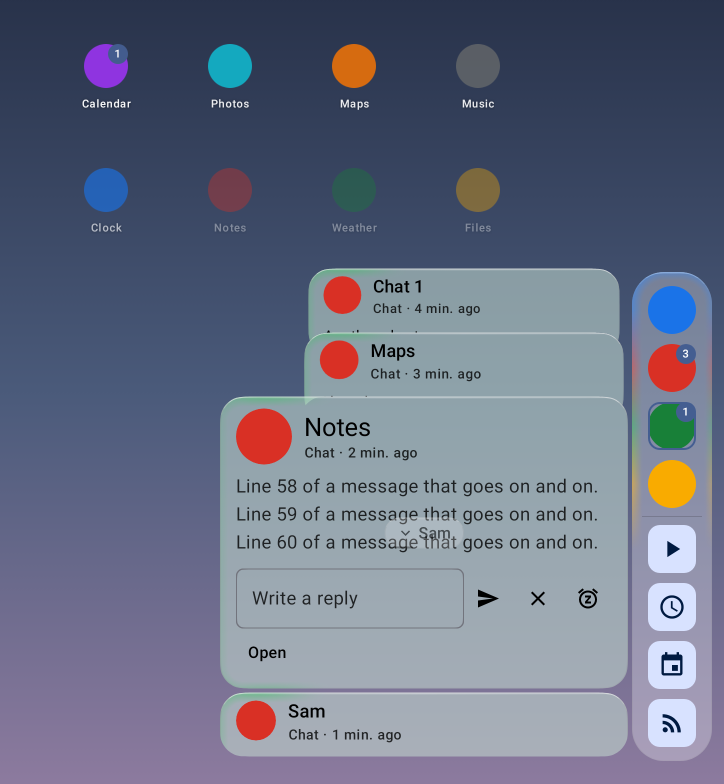 1
Calendar
Photos
Maps
Music
Clock
Notes
Weather
Files
Chat 1
Chat · 4 min. ago
Maps
Chat · 3 min. ago
3
1
Notes
Chat · 2 min. ago
Line 58 of a message that goes on and on.
Line 59 of a message that goes on and on.
Sam
Line 60 of a message that goes on and on.
Write a reply
Open
Sam
Chat · 1 min. ago